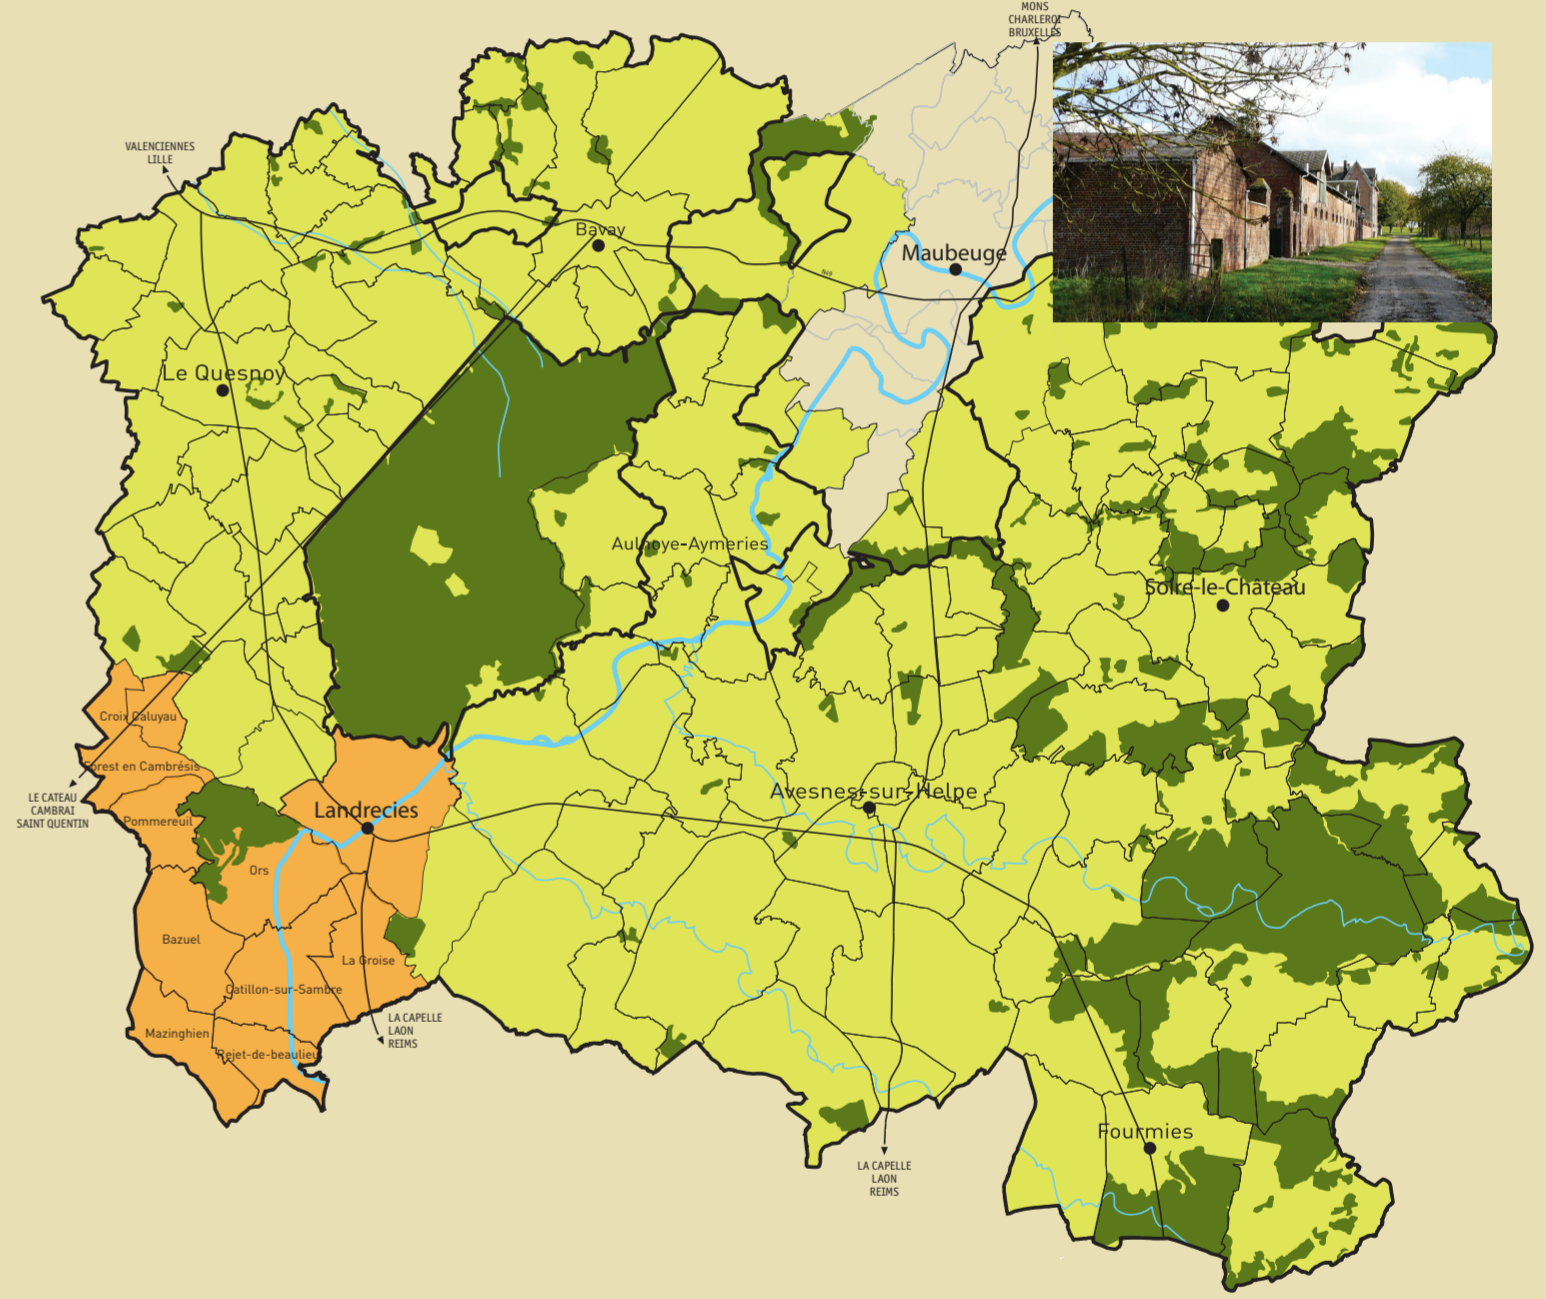 MONS
CHARLEROI
BRUXELLES
VALENCIENNES
LILLE
Bavay
Maubeuge
N49
Le Quesnoy
Aulnoye-Aymeries
Solre-le-Château
Croix Caluyau
Forest en Cambrésis
LE CATEAU
CAMBRAI
SAINT QUENTIN
Pommereuil
Landrecies
Avesnes-sur-Helpe
Ors
Bazuel
La Groise
Catillon-sur-Sambre
LA CAPELLE
LAON
REIMS
Mazinghien
Rejet-de-beaulieu
Fourmies
LA CAPELLE
LAON
REIMS